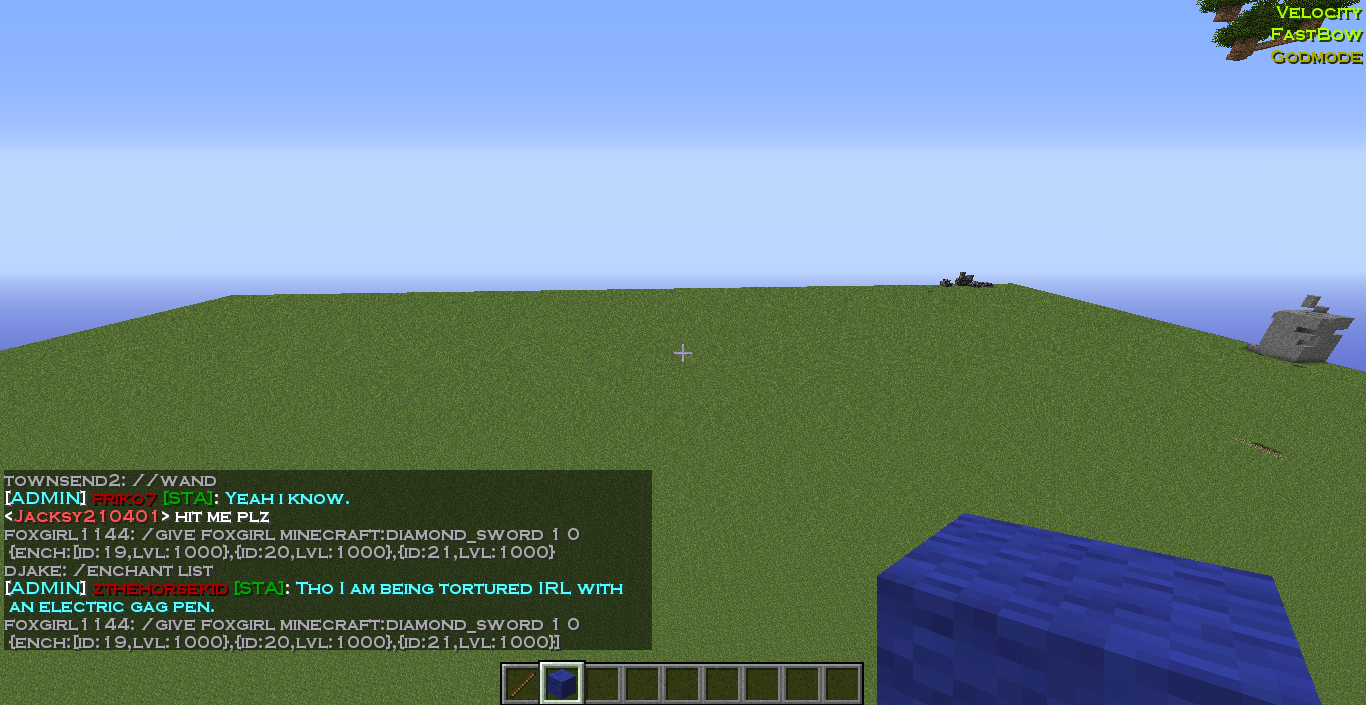 Velocity
FastBow
Godmode
townsend2: //wand
[ADMIN] friko7 [STA]: Yeah i know.
<Jacksy210401> hit me plz
foxgirl1144: /give foxgirl minecraft:diamond_sword 1 0
{ench:[{id:19,lvl:1000},{id:20,lvl:1000},{id:21,lvl:1000}
djake: /enchant list
[ADMIN] zthehorsekid [STA]: Tho I am being tortured IRL with
an electric gag pen.
foxgirl1144: /give foxgirl minecraft:diamond_sword 1 0
{ench:[{id:19,lvl:1000},{id:20,lvl:1000},{id:21,lvl:1000}]